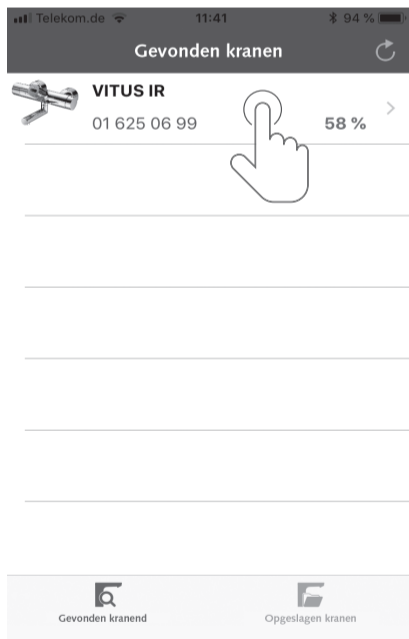 Telekom.de 11:41 94 %
Gevonden kranen
VITUS IR
01 625 06 99 58 %
Gevonden kranend Opgeslagen kranen